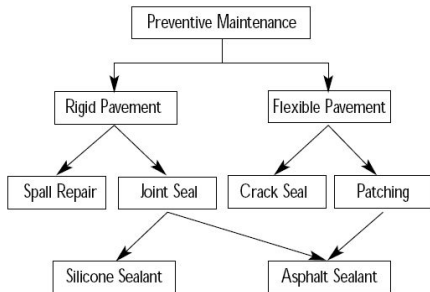 Preventive Maintenance
Rigid Pavement
Flexible Pavement
Spall Repair
Joint Seal
Crack Seal
Patching
Silicone Sealant
Asphalt Sealant